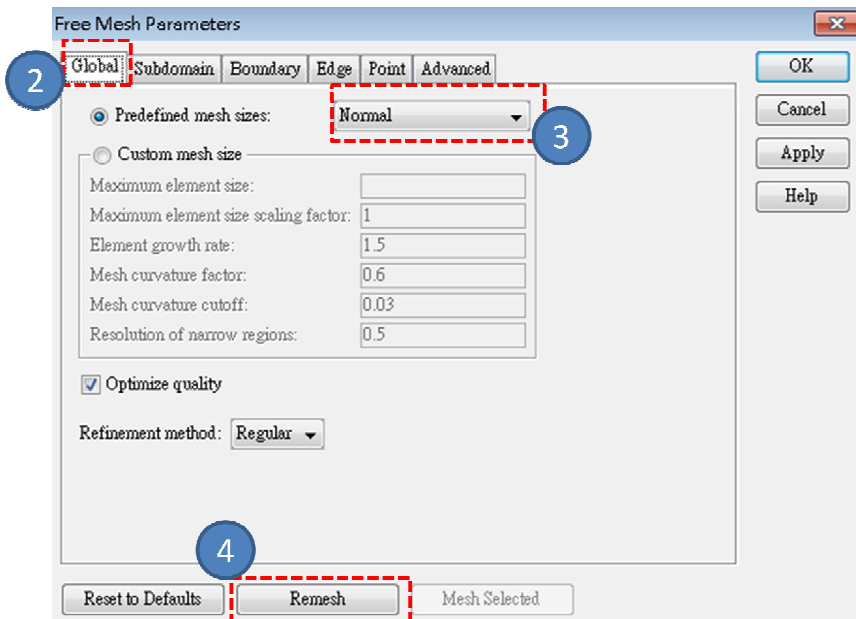 Free Mesh Parameters
2
Global Subdomain Boundary Edge Point Advanced
OK
Predefined mesh sizes: Normal
3
Cancel
Custom mesh size
Apply
Maximum element size:
Help
Maximum element size scaling factor: 1
Element growth rate: 1.5
Mesh curvature factor: 0.6
Mesh curvature cutoff: 0.03
Resolution of narrow regions: 0.5
Optimize quality
Refinement method: Regular
4
Reset to Defaults Remesh Mesh Selected